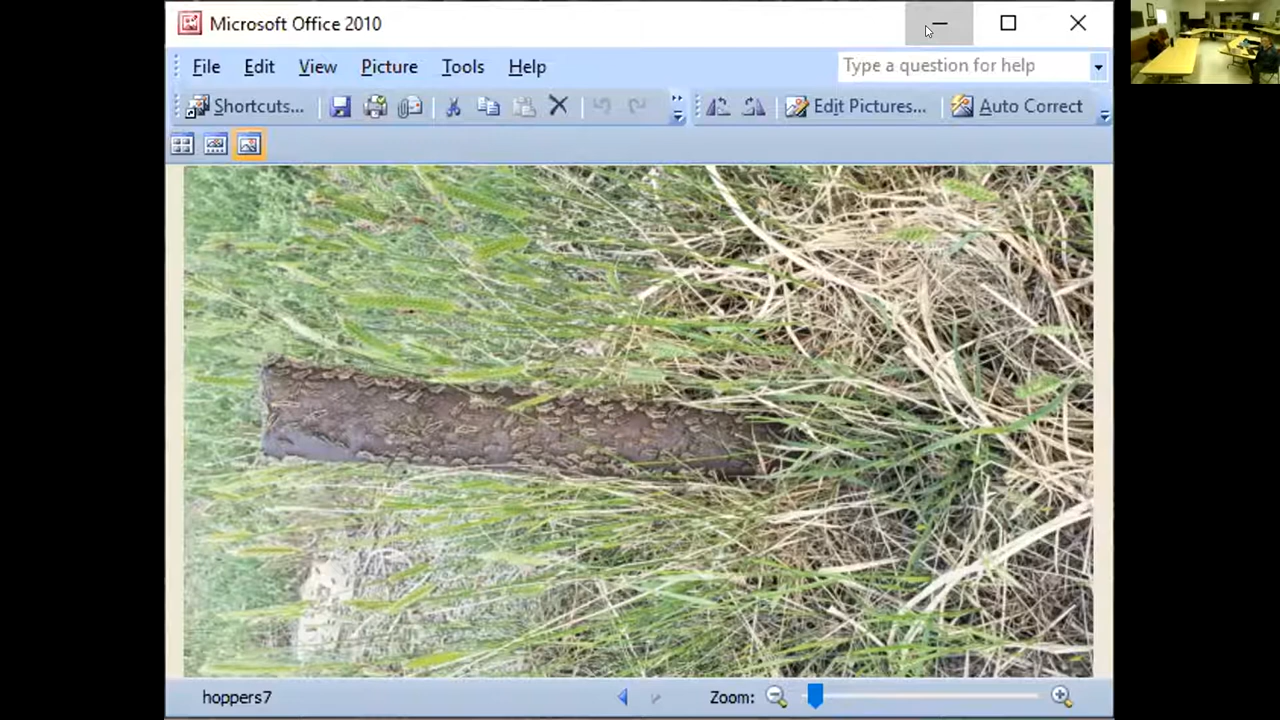 Microsoft Office 2010
File Edit View Picture Tools Help
Type a question for help
Shortcuts... Edit Pictures... Auto Correct
hoppers7
Zoom: